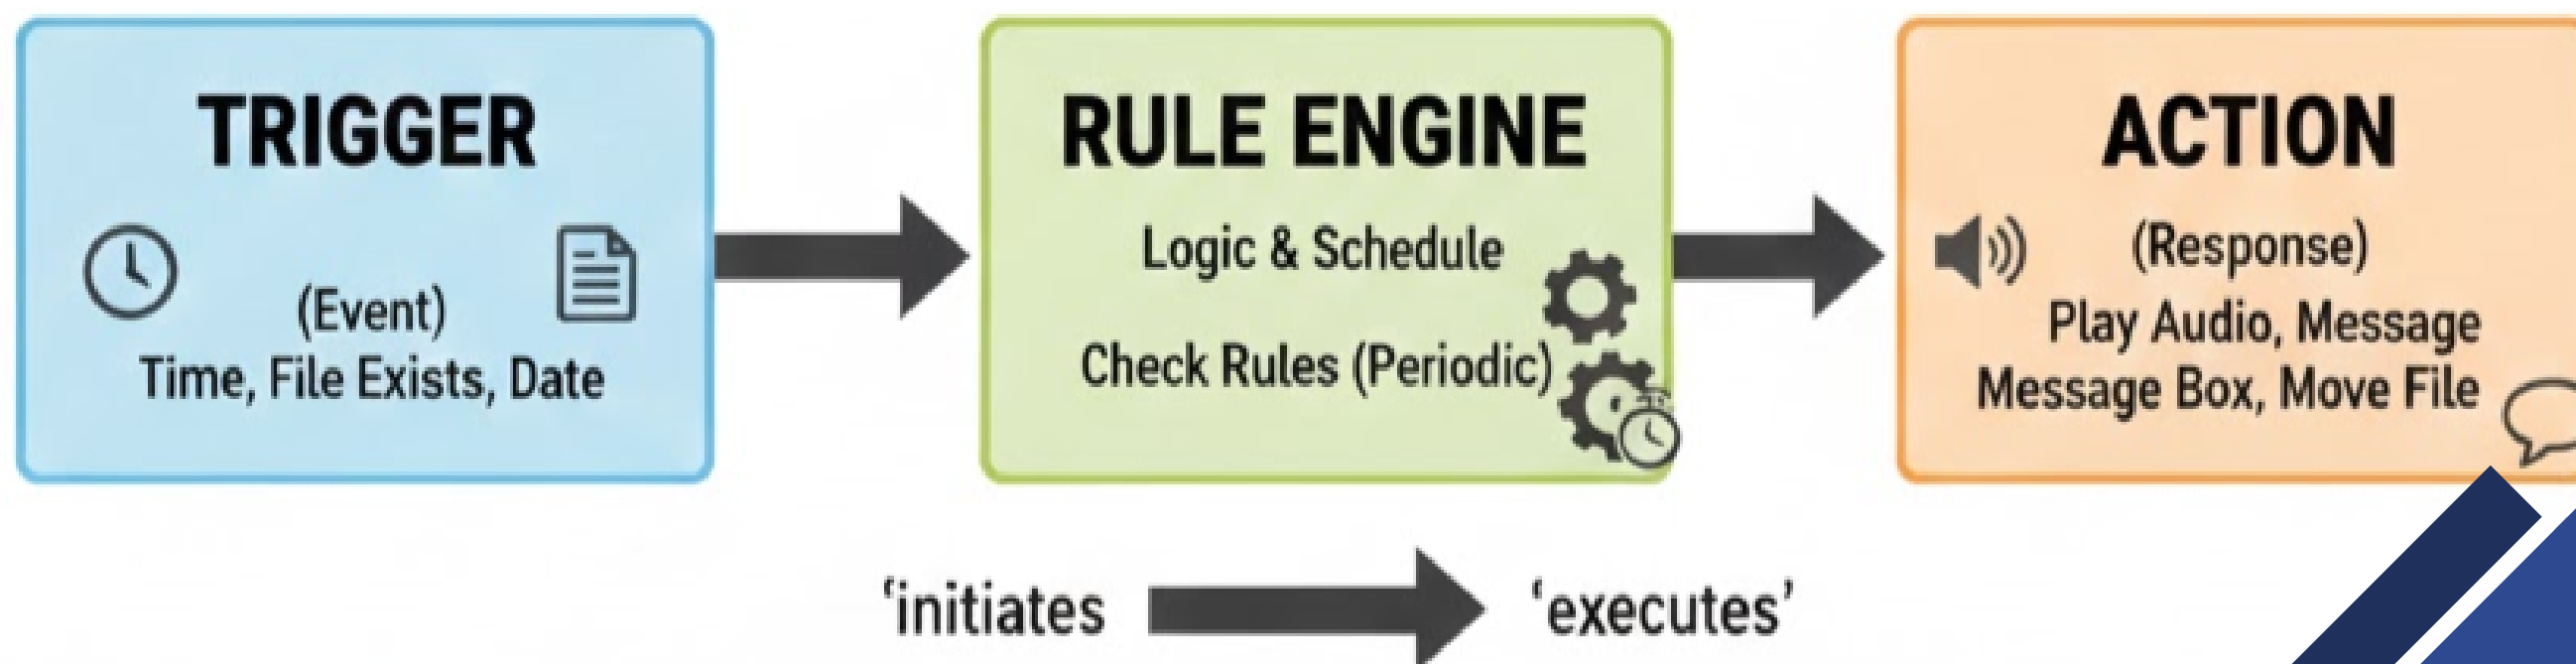 TRIGGER
(Event)
Time, File Exists, Date
RULE ENGINE
Logic & Schedule
Check Rules (Periodic)
ACTION
(Response)
Play Audio, Message
Message Box, Move File
‘initiates
‘executes’